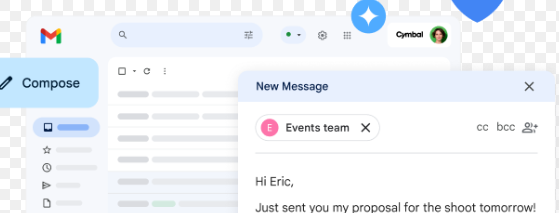 Cymbal
Compose
New Message
E Events team
cc bcc
Hi Eric,
Just sent you my proposal for the shoot tomorrow!